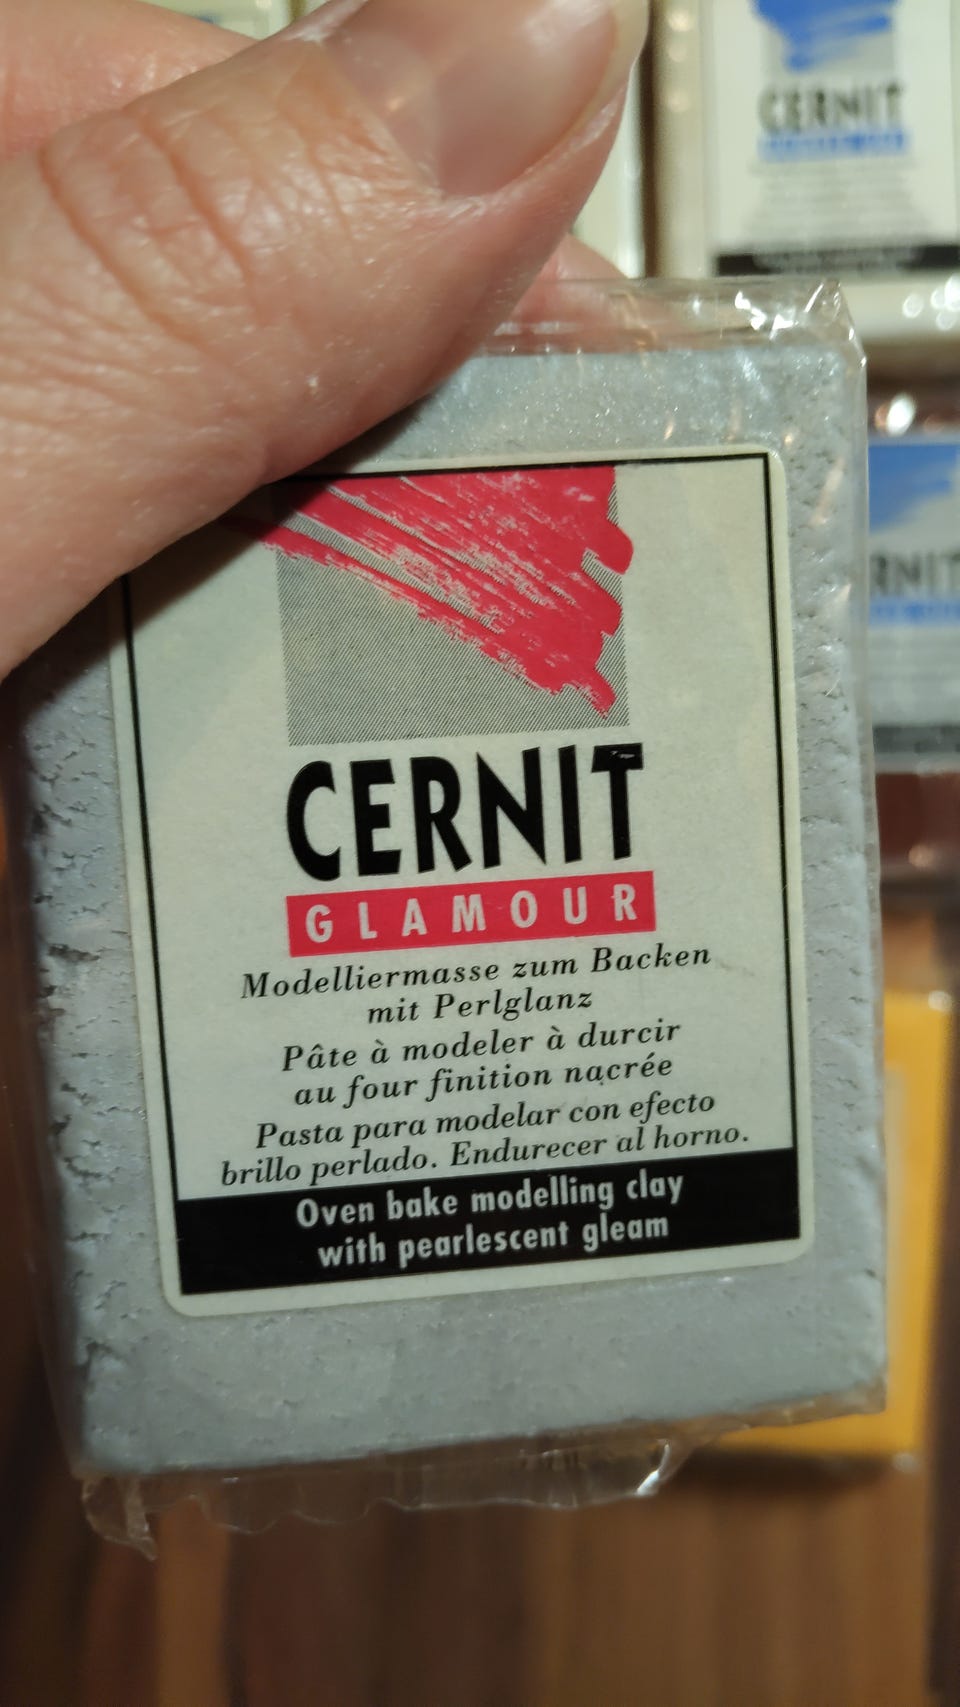 CERNIT
CERNIT
GLAMOUR
Modelliermasse zum Backen
mit Perlglanz
Pâte à modeler à durcir
au four finition nacrée
Pasta para modelar con efecto
brillo perlado. Endurecer al horno.
Oven bake modelling clay
with pearlescent gleam